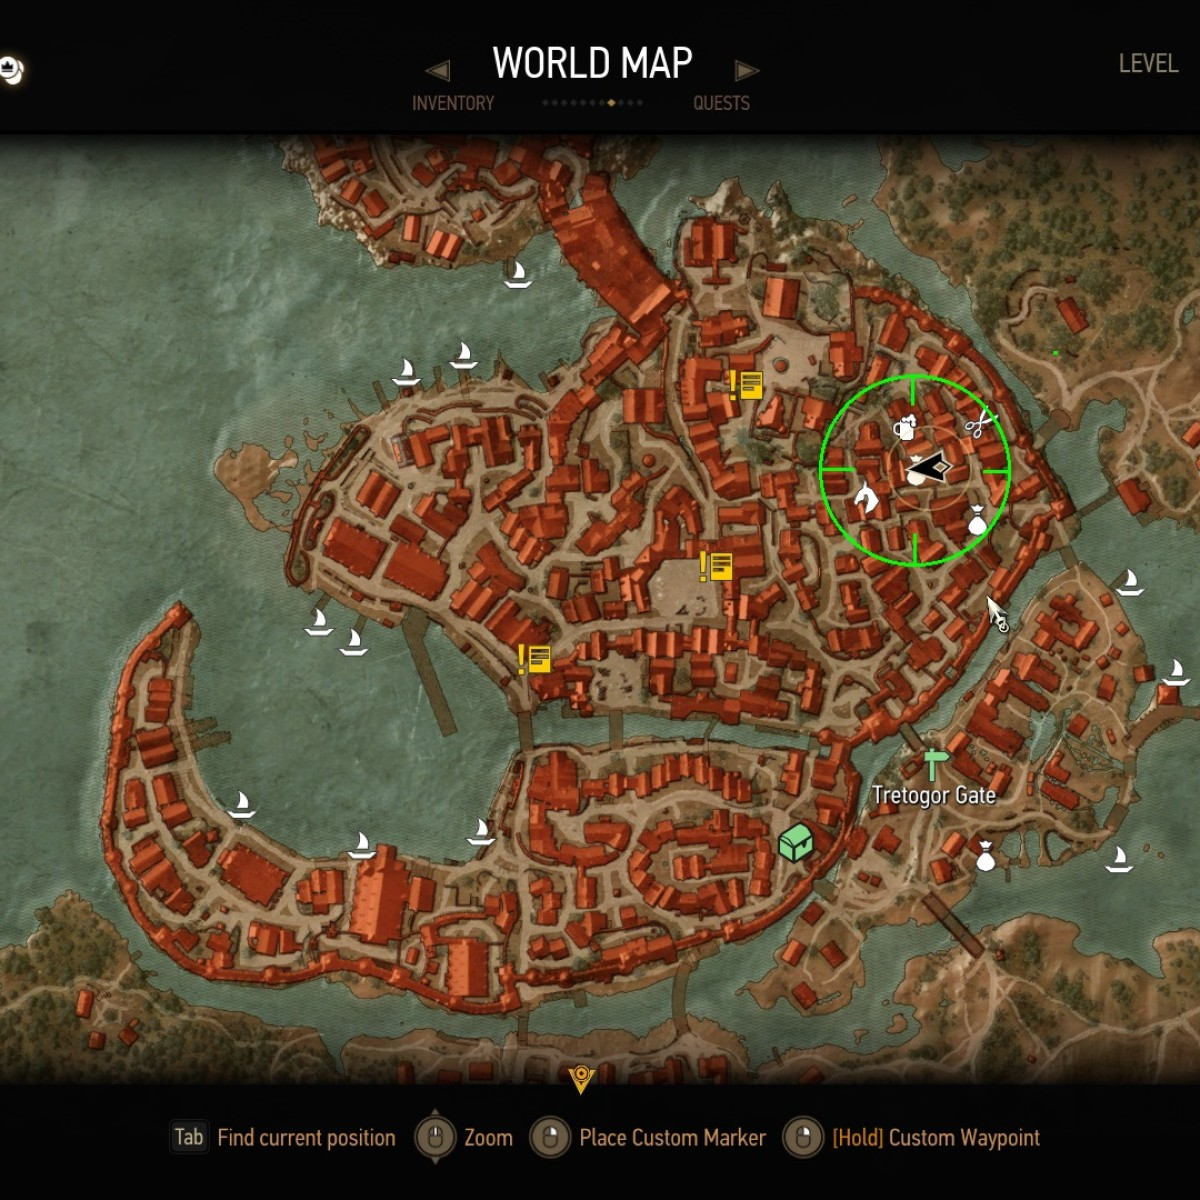 WORLD MAP
LEVEL
INVENTORY
QUESTS
Tretogor Gate
Tab Find current position
Zoom
Place Custom Marker
[Hold] Custom Waypoint